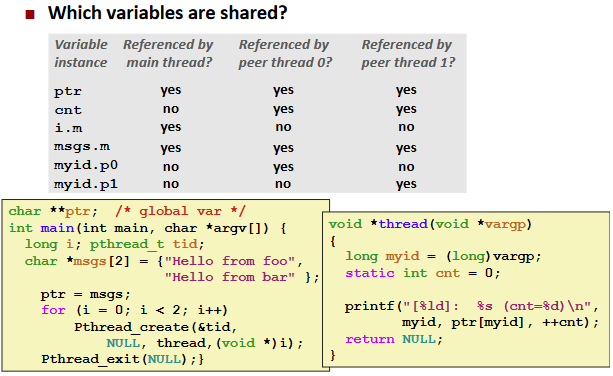 Which variables are shared?
Variable Referenced by Referenced by Referenced by
instance main thread? peer thread 0? peer thread 1?
ptr yes yes yes
cnt no yes yes
i.m yes no no
msgs.m yes yes yes
myid.p0 no yes no
myid.p1 no no yes
char **ptr; /* global var */
int main(int main, char *argv[]) {
long i; pthread_t tid;
char *msgs[2] = {"Hello from foo",
"Hello from bar" };
ptr = msgs;
for (i = 0; i < 2; i++)
Pthread_create(&tid,
NULL, thread,(void *)i);
Pthread_exit(NULL);}
void *thread(void *vargp)
{
long myid = (long)vargp;
static int cnt = 0;
printf("[%ld]: %s (cnt=%d)\n",
myid, ptr[myid], ++cnt);
return NULL;
}